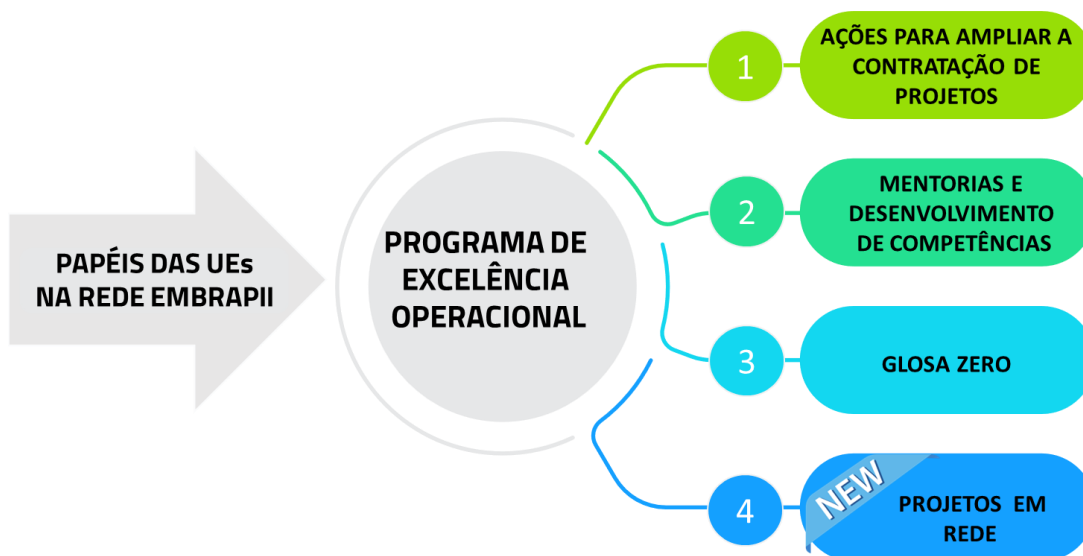 PAPÉIS DAS UEs
NA REDE EMBRAPII
PROGRAMA DE
EXCELÊNCIA
OPERACIONAL
1
AÇÕES PARA AMPLIAR A
CONTRATAÇÃO DE
PROJETOS
2
MENTORIAS E
DESENVOLVIMENTO
DE COMPETÊNCIAS
3
GLOSA ZERO
4
NEW
PROJETOS EM
REDE